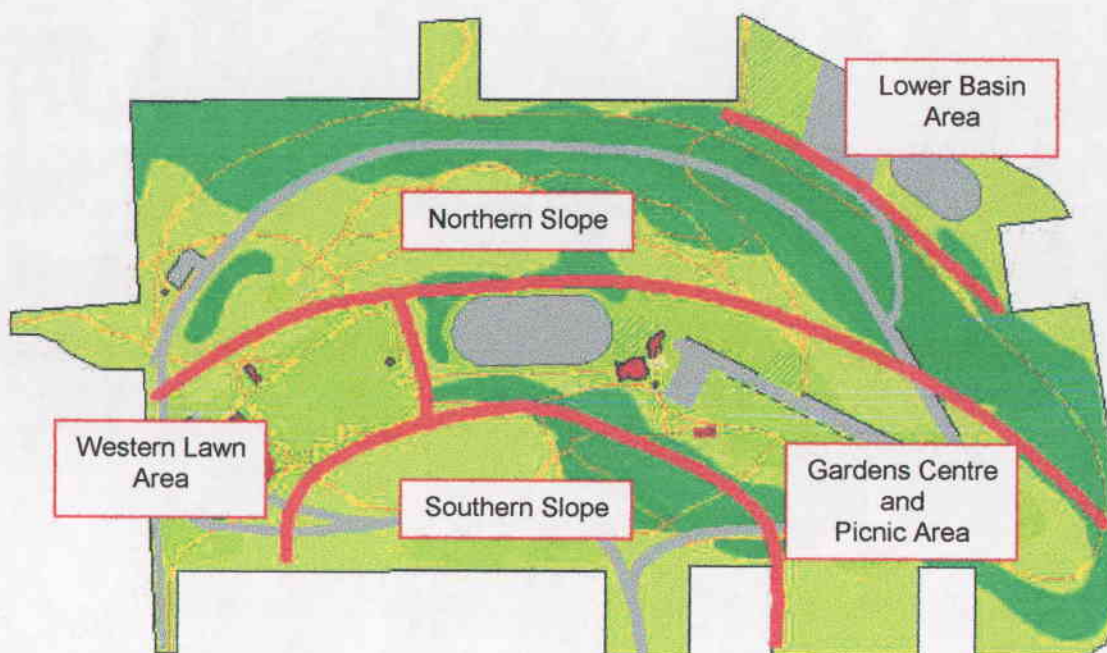 Lower Basin
Area
Northern Slope
Western Lawn
Area
Southern Slope
Gardens Centre
and
Picnic Area